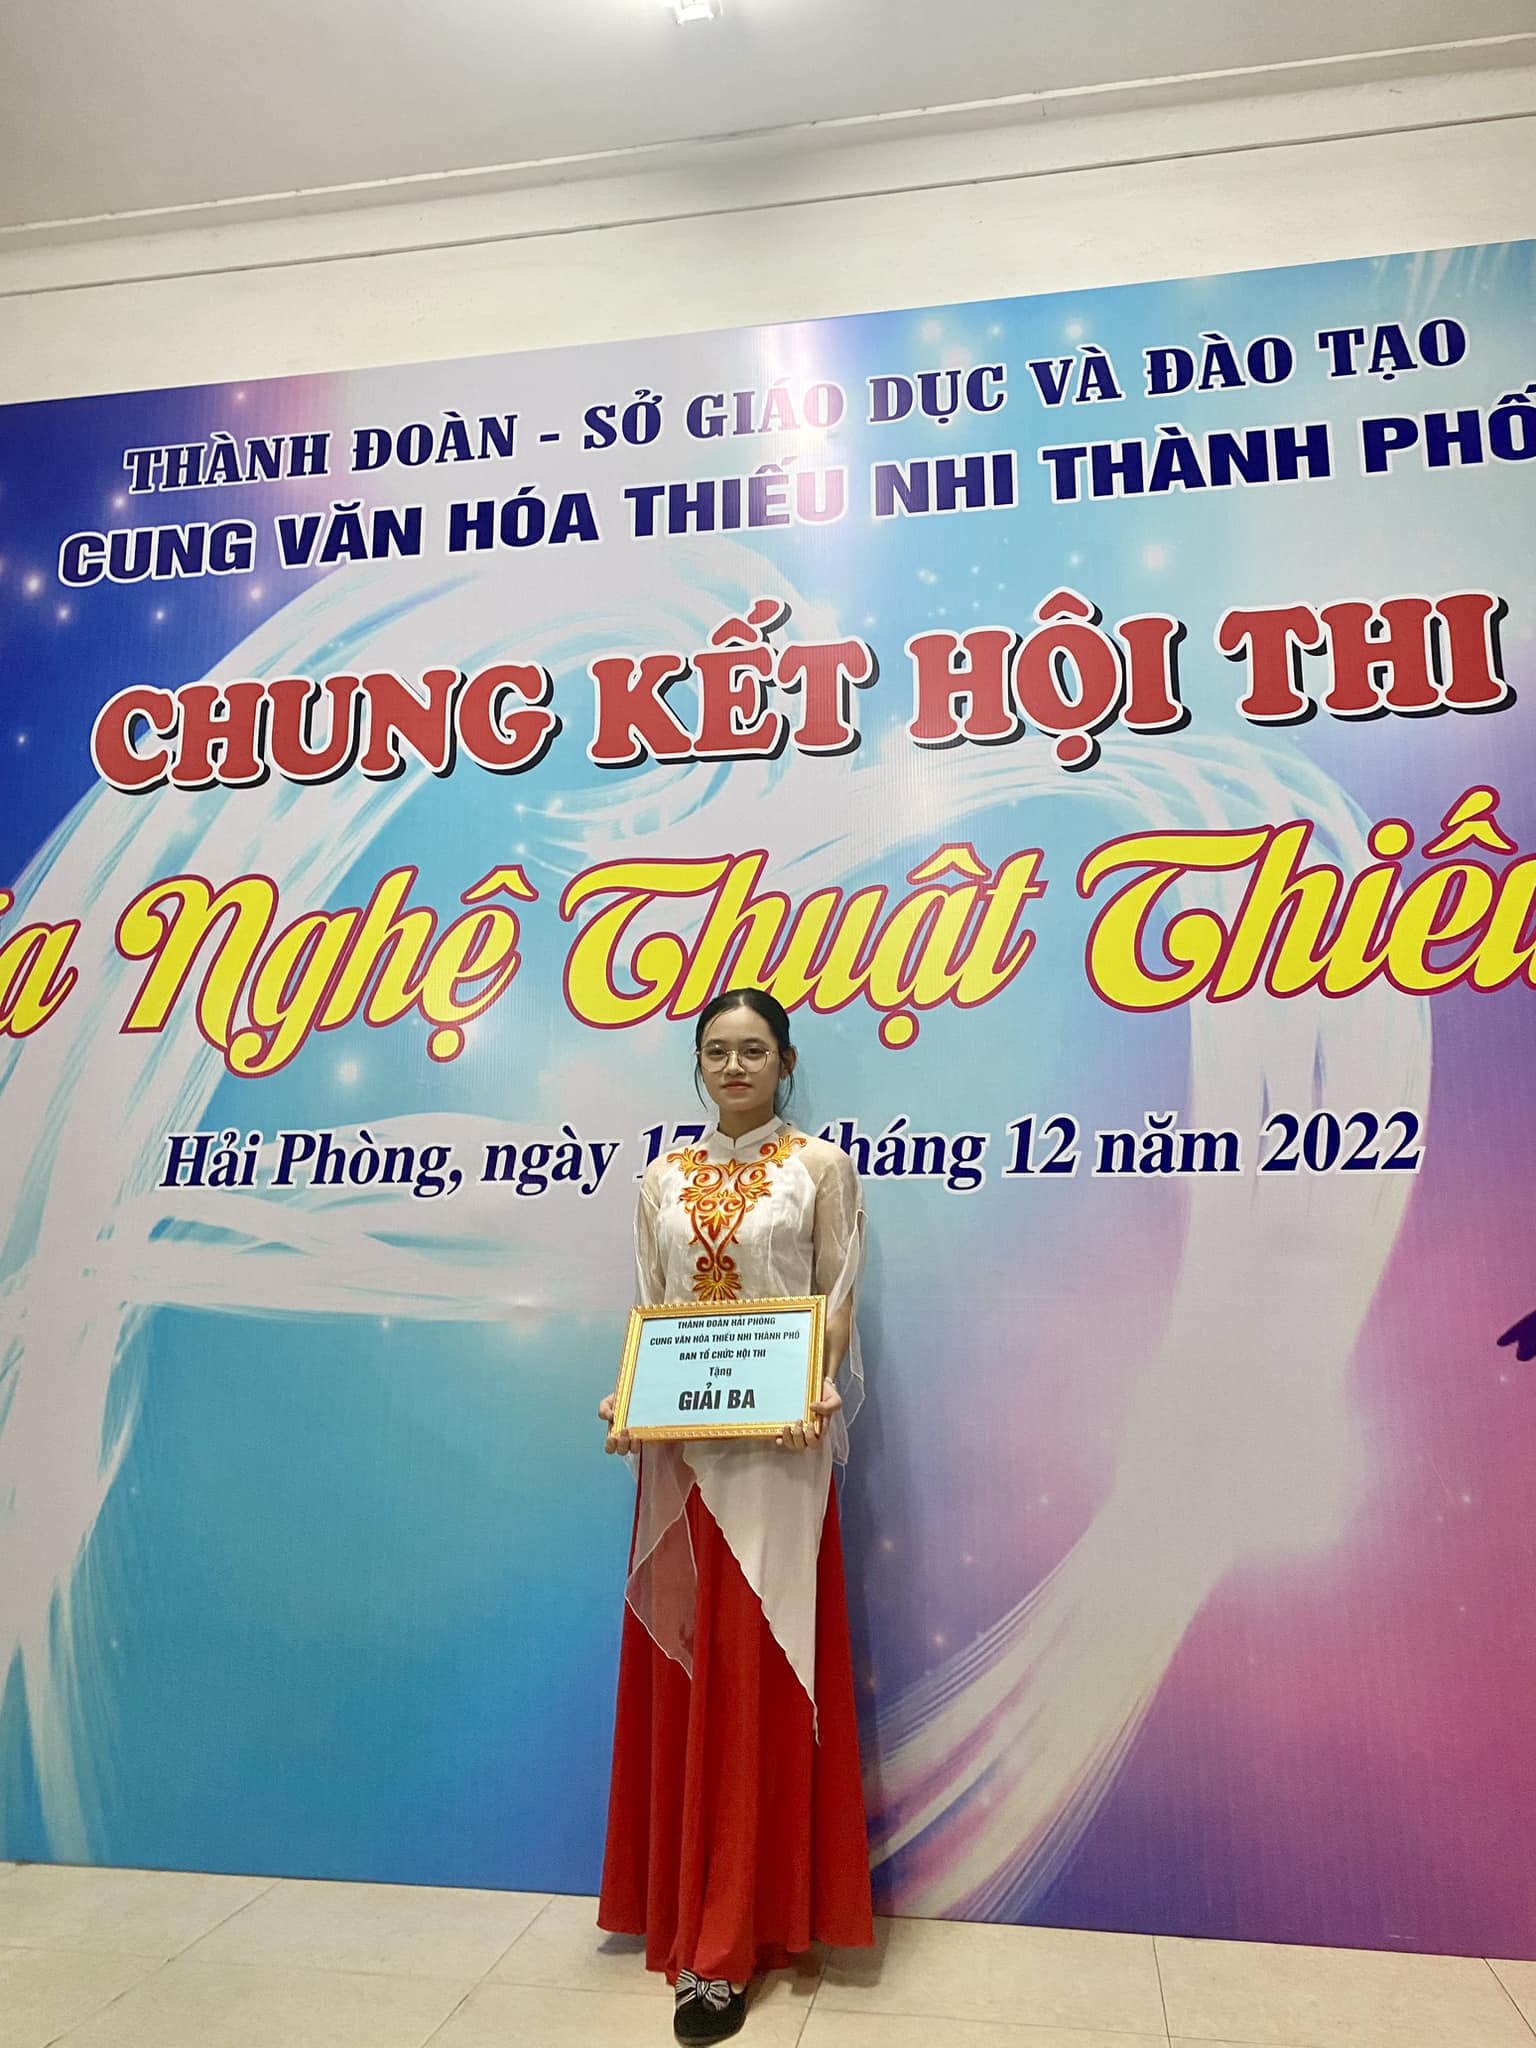 THÀNH ĐOÀN - SỞ GIÁO DỤC VÀ ĐÀO TẠO
CUNG VĂN HÓA THIẾU NHI THÀNH PHỐ
CHUNG KẾT HỘI THI
Nghệ Thuật Thiếu
Hải Phòng, ngày 17 tháng 12 năm 2022
THÀNH ĐOÀN HẢI PHÒNG
CUNG VĂN HÓA THIẾU NHI THÀNH PHỐ
BAN TỔ CHỨC HỘI THI
Tặng
GIẢI BA